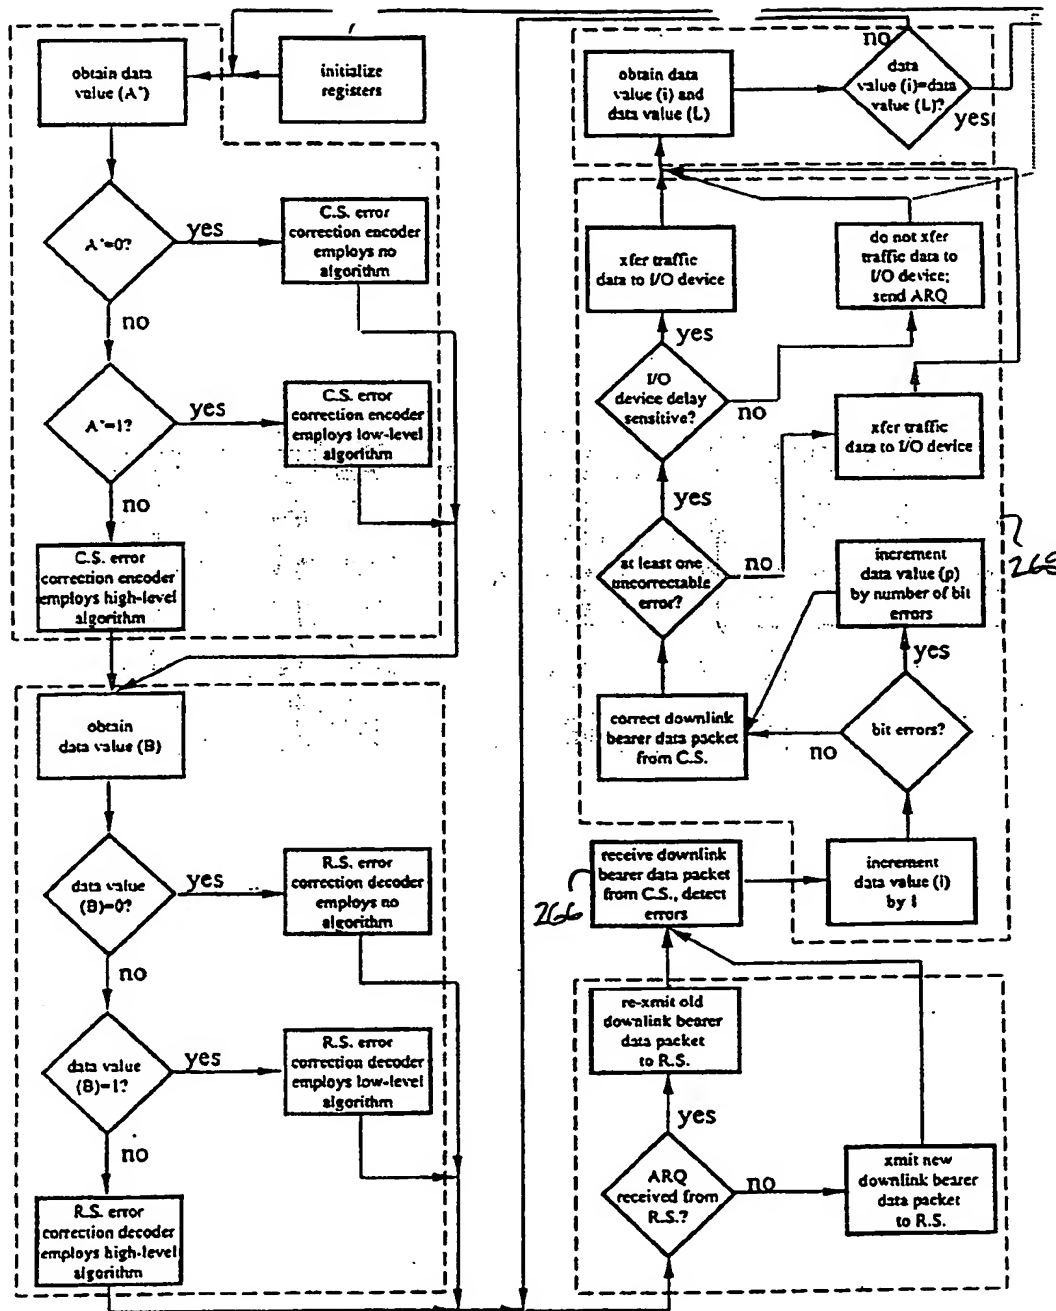 obtain data
value (A')
initialize
registers
A'=0?
yes
C.S. error
correction encoder
employs no
algorithm
no
A'=1?
yes
C.S. error
correction encoder
employs low-level
algorithm
no
C.S. error
correction encoder
employs high-level
algorithm
obtain
data value (B)
data value
(B)=0?
yes
R.S. error
correction decoder
employs no
algorithm
no
data value
(B)=1?
yes
R.S. error
correction decoder
employs low-level
algorithm
no
R.S. error
correction decoder
employs high-level
algorithm
obtain data
value (i) and
data value (L)
no
data
value (i)=data
value (L)?
yes
xfer traffic
data to I/O device
do not xfer
traffic data to
I/O device;
send ARQ
yes
I/O
device delay
sensitive?
no
xfer traffic
data to I/O device
yes
at least one
uncorrectable
error?
no
increment
data value (p)
by number of bit
errors
268
yes
correct downlink
bearer data packet
from C.S.
no
bit errors?
receive downlink
bearer data packet
from C.S., detect
errors
266
increment
data value (i)
by 1
re-xmit old
downlink bearer
data packet
to R.S.
yes
ARQ
received from
R.S.?
no
xmit new
downlink bearer
data packet
to R.S.